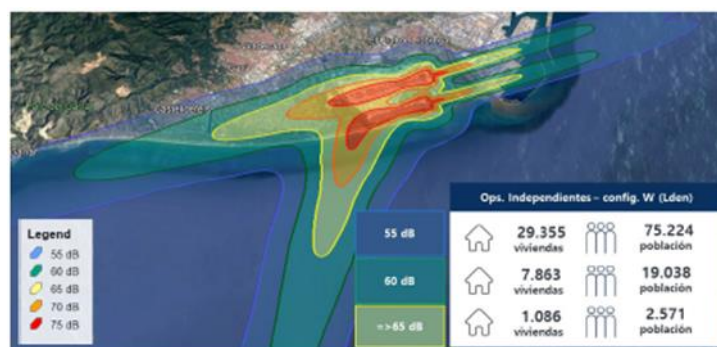 Legend
55 dB
60 dB
65 dB
70 dB
75 dB
55 dB
60 dB
=>65 dB
Ops. Independientes – config. W (Lden)
29.355
viviendas
75.224
población
7.863
viviendas
19.038
población
1.086
viviendas
2.571
población